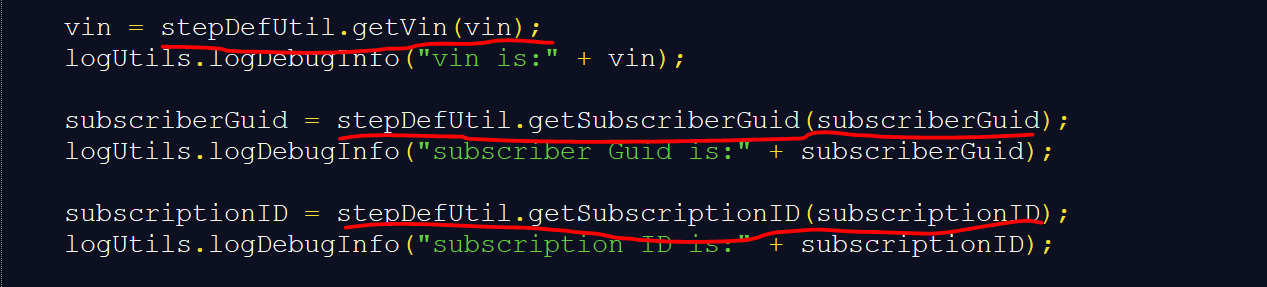 vin = stepDefUtil.getVin(vin);
logUtils.logDebugInfo("vin is:" + vin);
subscriberGuid = stepDefUtil.getSubscriberGuid(subscriberGuid);
logUtils.logDebugInfo("subscriber Guid is:" + subscriberGuid);
subscriptionID = stepDefUtil.getSubscriptionID(subscriptionID);
logUtils.logDebugInfo("subscription ID is:" + subscriptionID);